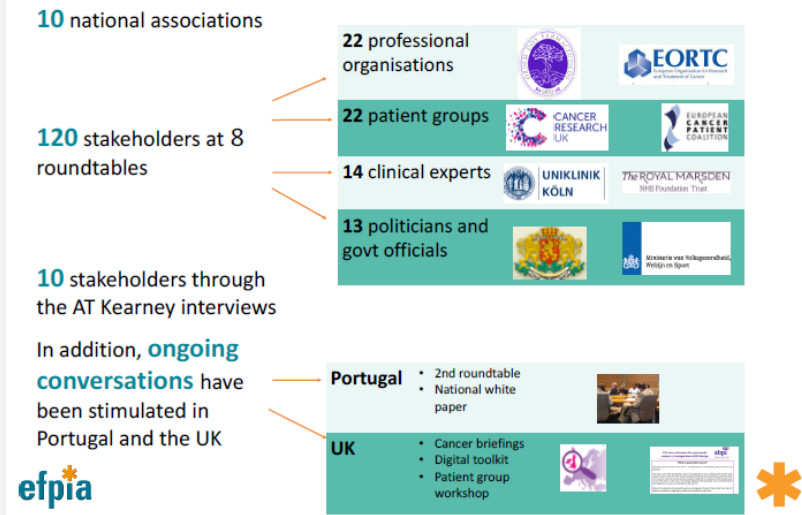 10 national associations
120 stakeholders at 8
roundtables
22 professional
organisations
EORTC
European Organisation for Research
and Treatment of Cancer
22 patient groups
CANCER
RESEARCH
UK
EUROPEAN
CANCER
PATIENT
COALITION
14 clinical experts
UNIKLINIK
KÖLN
The ROYAL MARSDEN
NHS Foundation Trust
13 politicians and
govt officials
Ministerie van Volksgezondheid,
Welzijn en Sport
10 stakeholders through
the AT Kearney interviews
In addition, ongoing
conversations have
been stimulated in
Portugal and the UK
Portugal
• 2nd roundtable
• National white
paper
UK
• Cancer briefings
• Digital toolkit
• Patient group
workshop
abpi
efpia